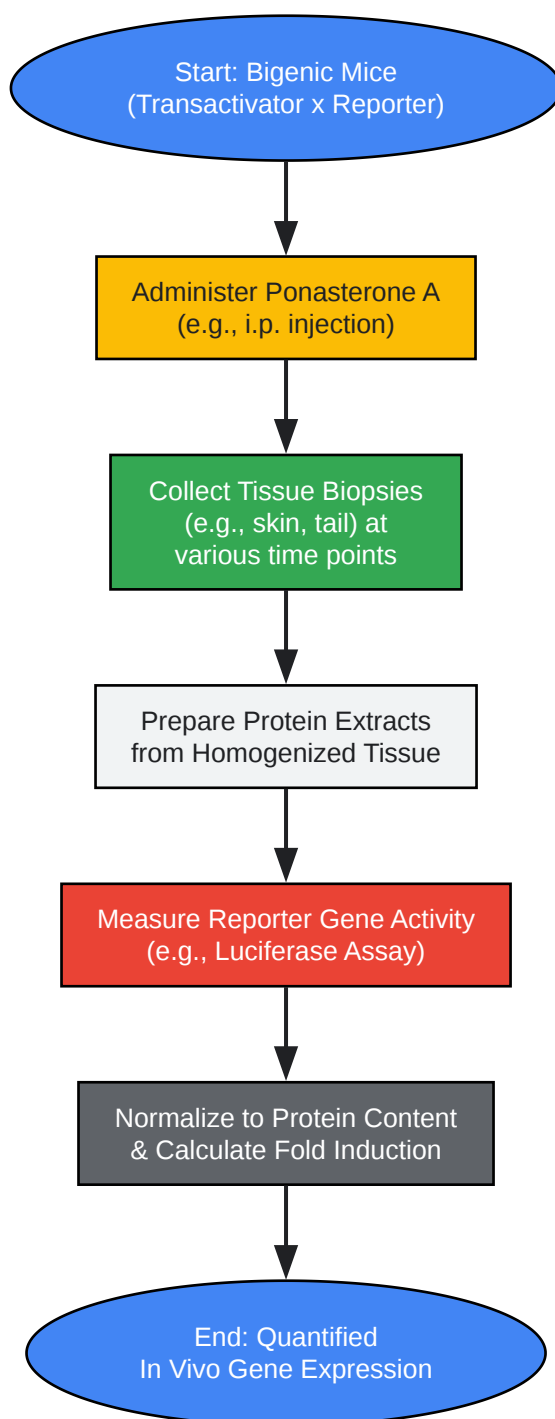 Start: Bigenic Mice
(Transactivator x Reporter)
Administer Ponasterone A
(e.g., i.p. injection)
Collect Tissue Biopsies
(e.g., skin, tail) at
various time points
Prepare Protein Extracts
from Homogenized Tissue
Measure Reporter Gene Activity
(e.g., Luciferase Assay)
Normalize to Protein Content
& Calculate Fold Induction
End: Quantified
In Vivo Gene Expression